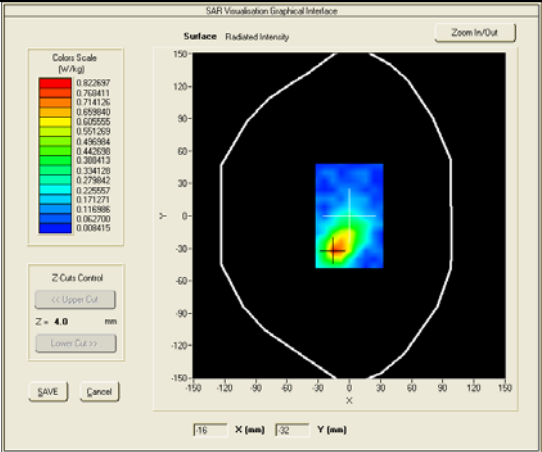 SAR Visualisation Graphical Interface
Surface Radiated Intensity
Zoom In/Out
Colors Scale
(W/kg)
0.822697
0.768411
0.714126
0.659840
0.605555
0.551269
0.496984
0.442698
0.388413
0.334128
0.279842
0.225557
0.171271
0.116986
0.062700
0.008415
Z-Cuts Control
<< Upper Cut
Z = 4.0 mm
Lower Cut >>
SAVE
Cancel
150
120
90
60
30
0
-30
-60
-90
-120
-150
Y
-150 -120 -90 -60 -30 0 30 60 90 120 150
X
-16 X (mm) -32 Y (mm)